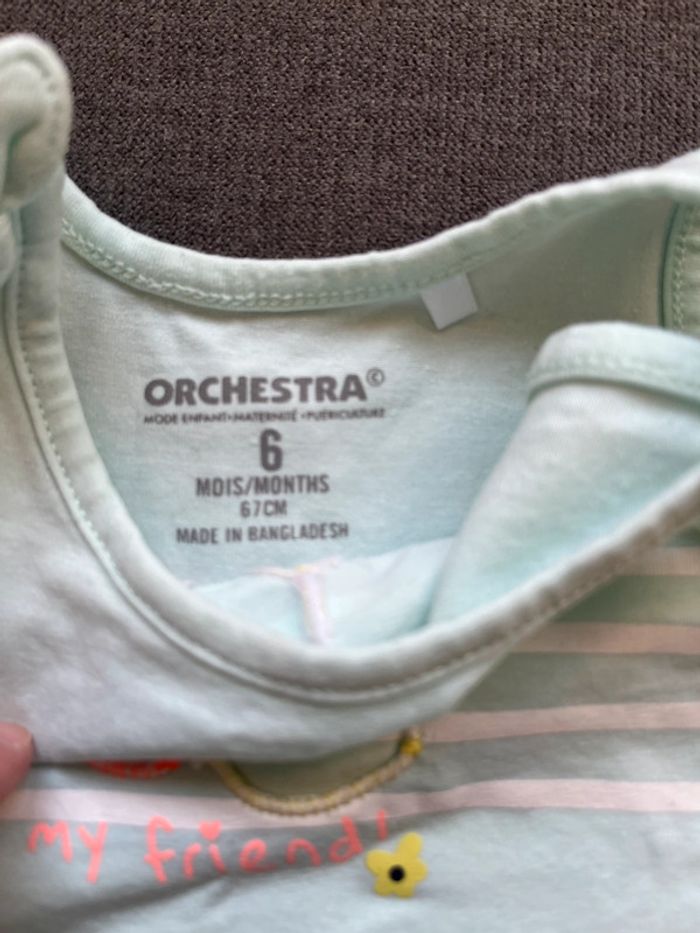 ORCHESTRA©
MODE ENFANT•MATERNITÉ•PUÉRICULTURE
6
MOIS/MONTHS
67CM
MADE IN BANGLADESH
my friend!